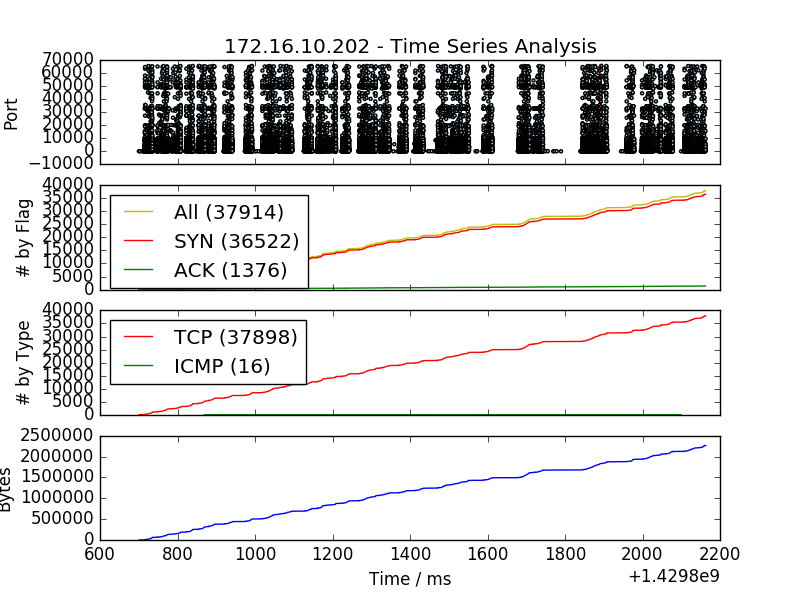 172.16.10.202 - Time Series Analysis
70000
60000
50000
40000
30000
20000
10000
0
−10000
Port
40000
35000
30000
25000
20000
15000
10000
5000
0
# by Flag
All (37914)
SYN (36522)
ACK (1376)
40000
35000
30000
25000
20000
15000
10000
5000
0
# by Type
TCP (37898)
ICMP (16)
2500000
2000000
1500000
1000000
500000
0
Bytes
600 800 1000 1200 1400 1600 1800 2000 2200
Time / ms
+1.4298e9